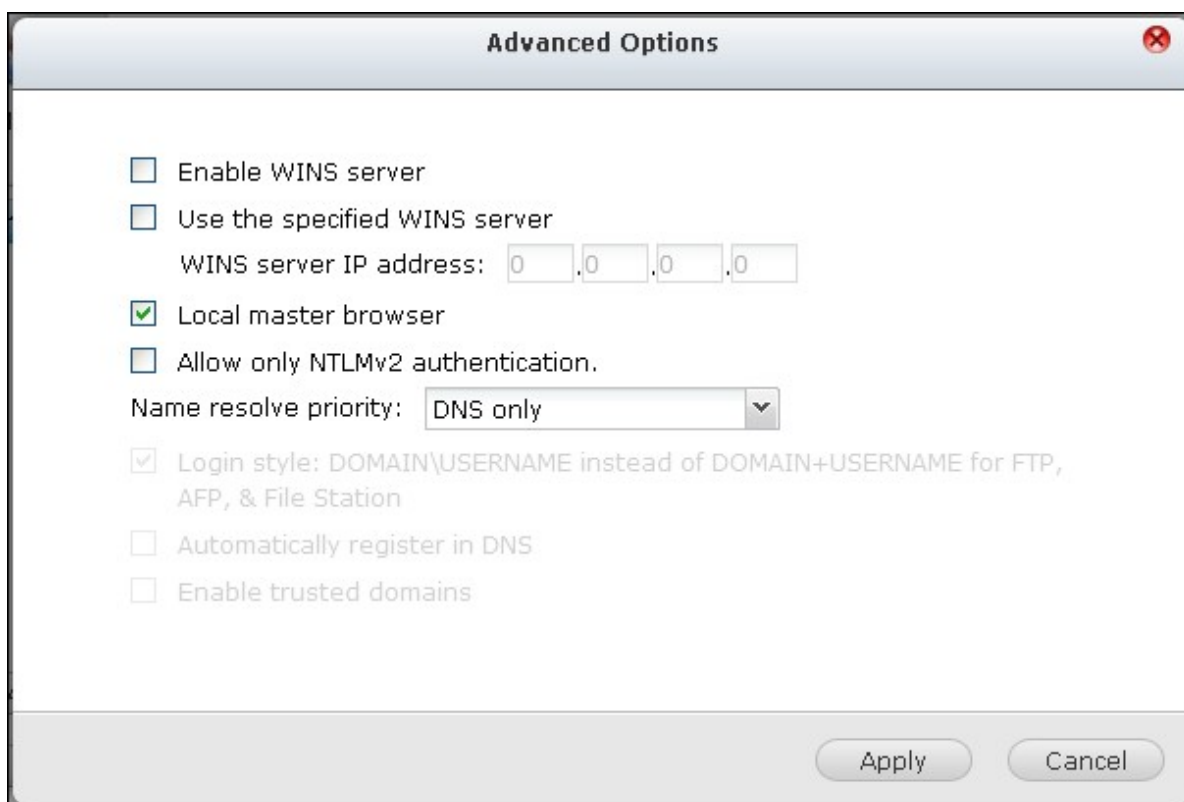 Advanced Options
Enable WINS server
Use the specified WINS server
WINS server IP address: 0 .0 .0 .0
Local master browser
Allow only NTLMv2 authentication.
Name resolve priority: DNS only
Login style: DOMAIN\USERNAME instead of DOMAIN+USERNAME for FTP,
AFP, & File Station
Automatically register in DNS
Enable trusted domains
Apply Cancel